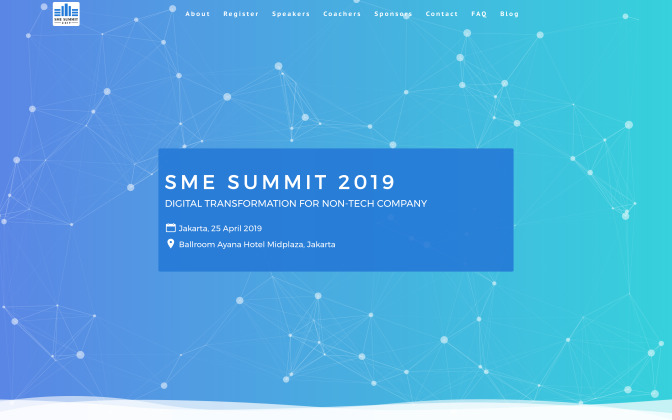 SME SUMMIT
2019
About Register Speakers Coachers Sponsors Contact FAQ Blog
SME SUMMIT 2019
DIGITAL TRANSFORMATION FOR NON-TECH COMPANY
Jakarta, 25 April 2019
Ballroom Ayana Hotel Midplaza, Jakarta